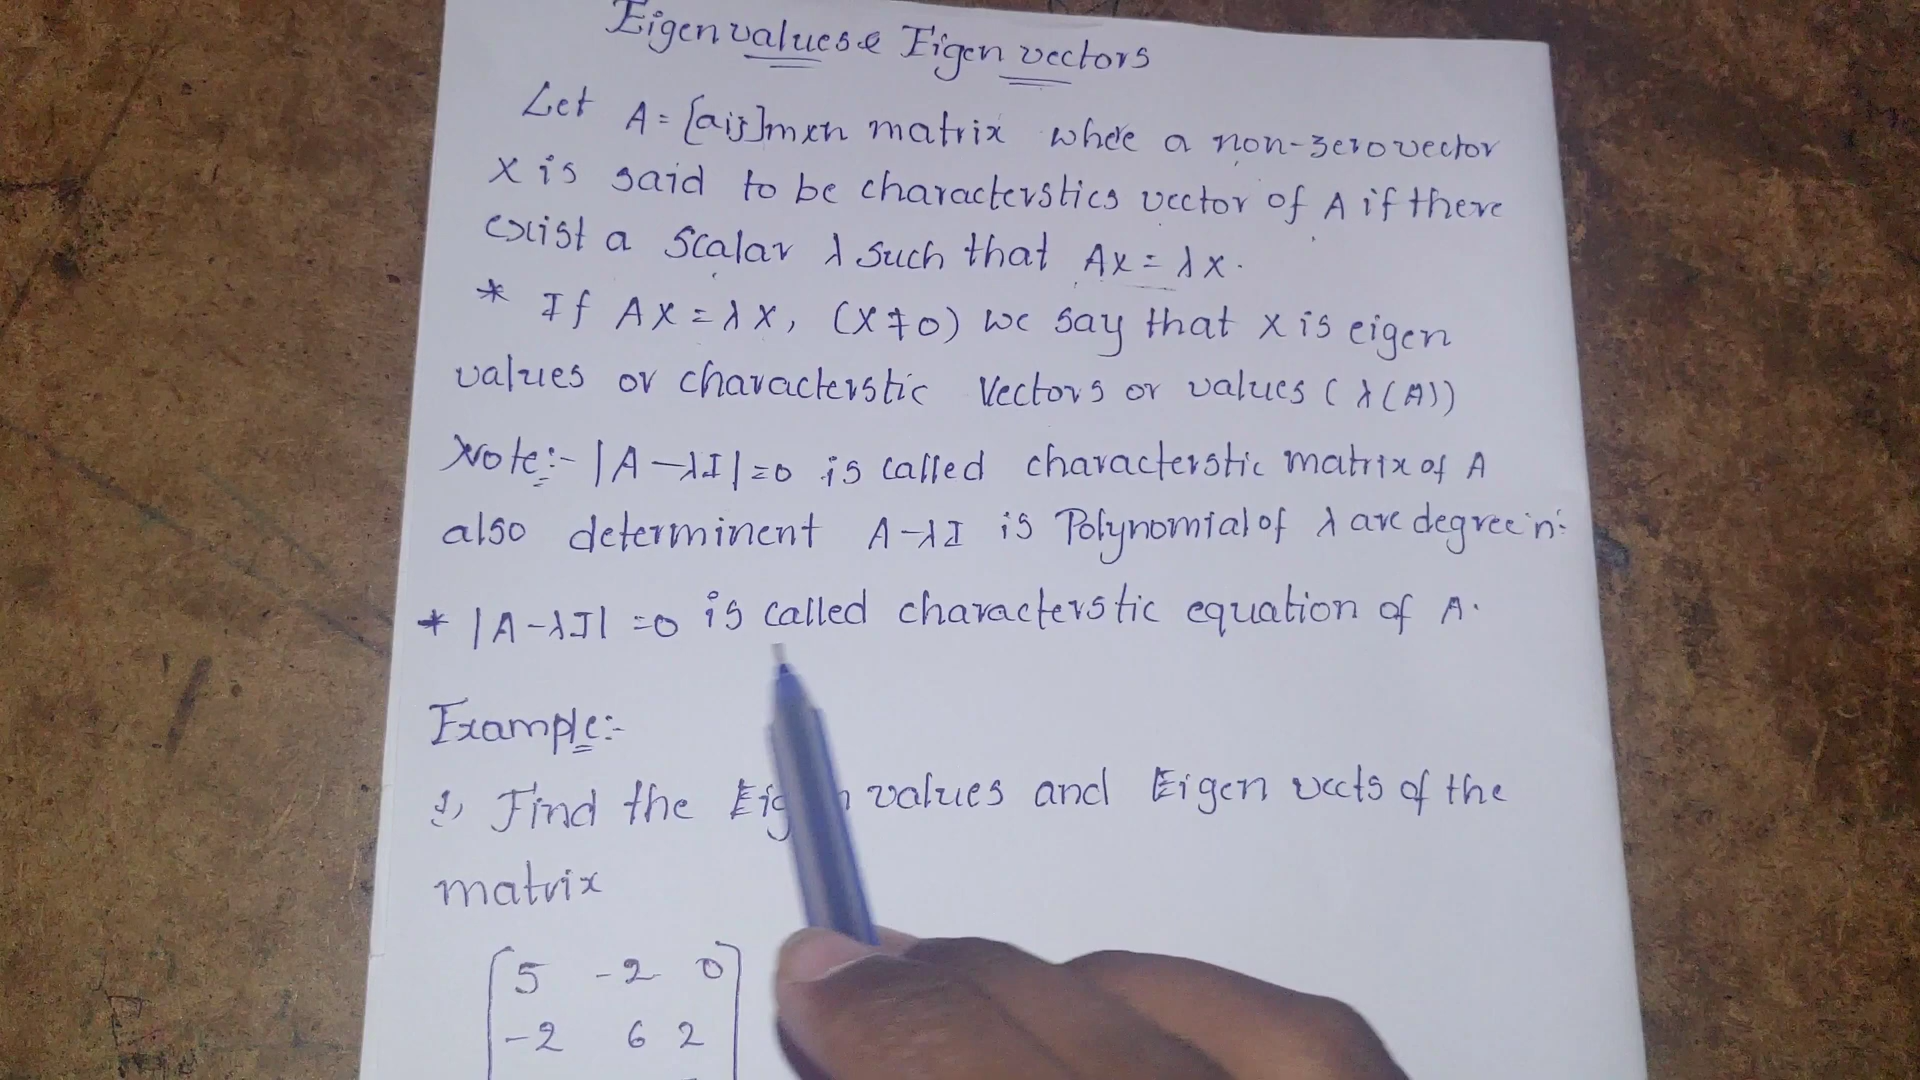 Eigen values & Eigen vectors
Let A = [aij]mxn matrix where a non-zero vector
X is said to be characterstics vector of A if there
exist a scalar λ such that AX = λX.
* If AX = λX, (X ≠ 0) we say that X is eigen
values or characterstic vectors or values (λ(A))
Note:- |A-λI|=0 is called characterstic matrix of A
also determinent A-λI is Polynomial of λ are degree 'n'.
* |A-λI| =0 is called characterstic equation of A.
Example:-
1) Find the values and Eigen vects of the
matrix
5 -2 0
-2 6 2